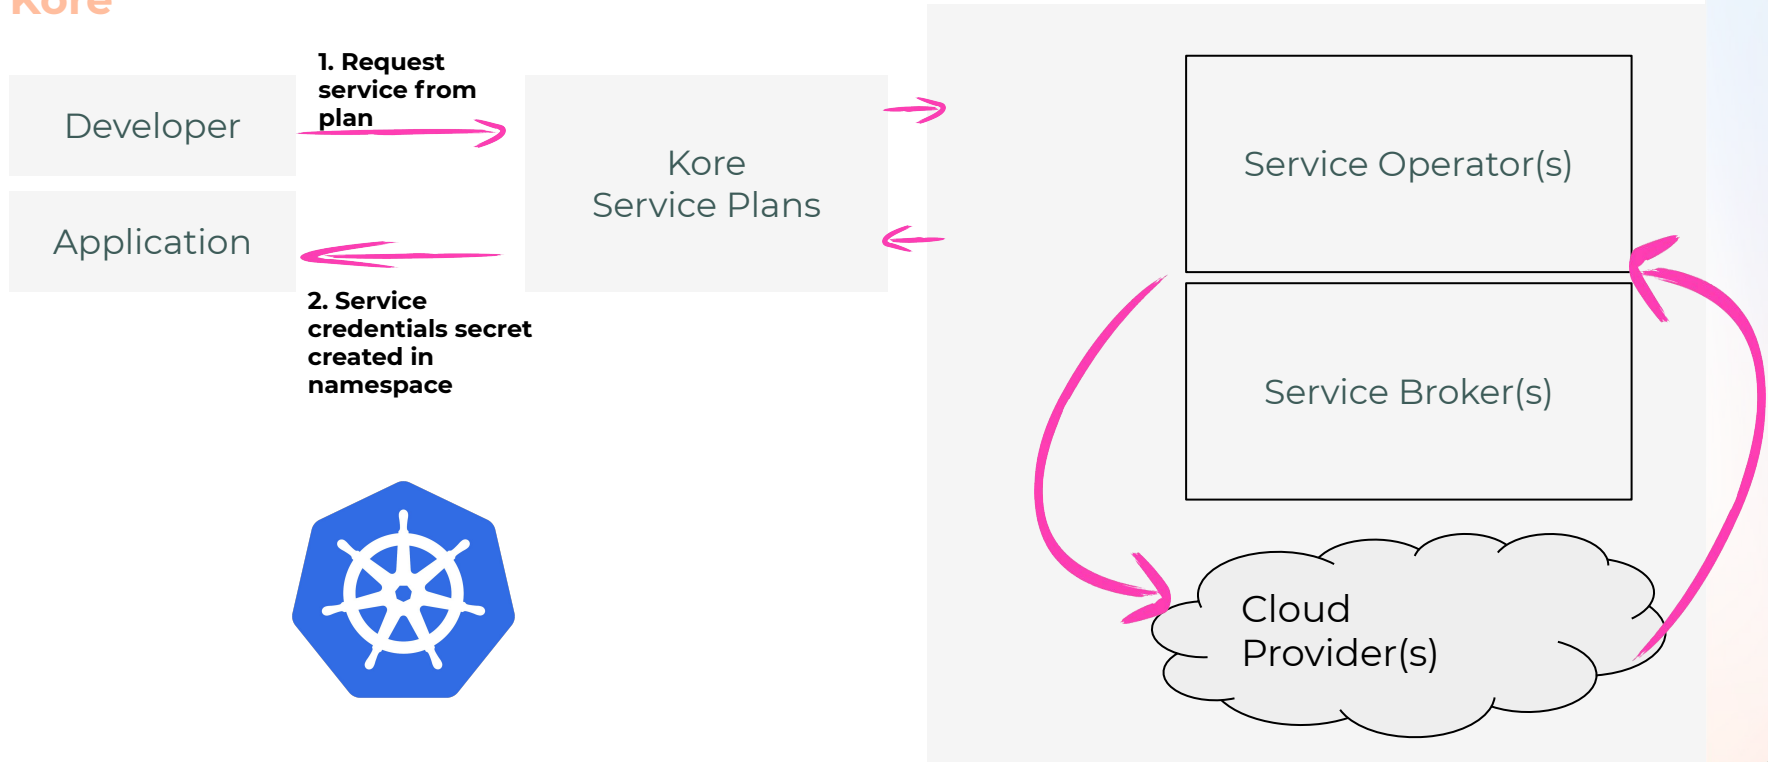 Kore
1. Request
service from
plan
Developer
Application
Kore
Service Plans
2. Service
credentials secret
created in
namespace
Service Operator(s)
Service Broker(s)
Cloud
Provider(s)